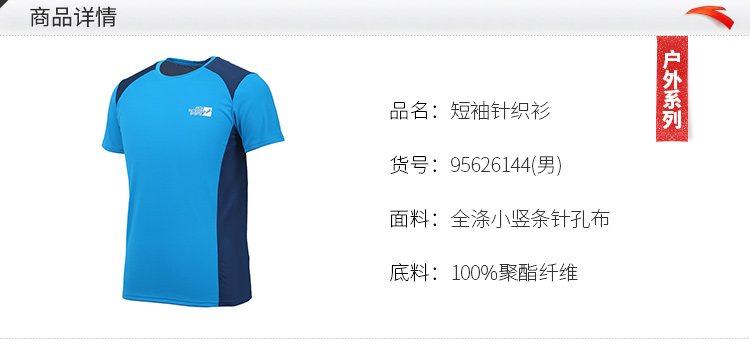 商品详情
户外系列
品名：短袖针织衫
货号：95626144(男)
面料：全涤小竖条针孔布
底料：100%聚酯纤维